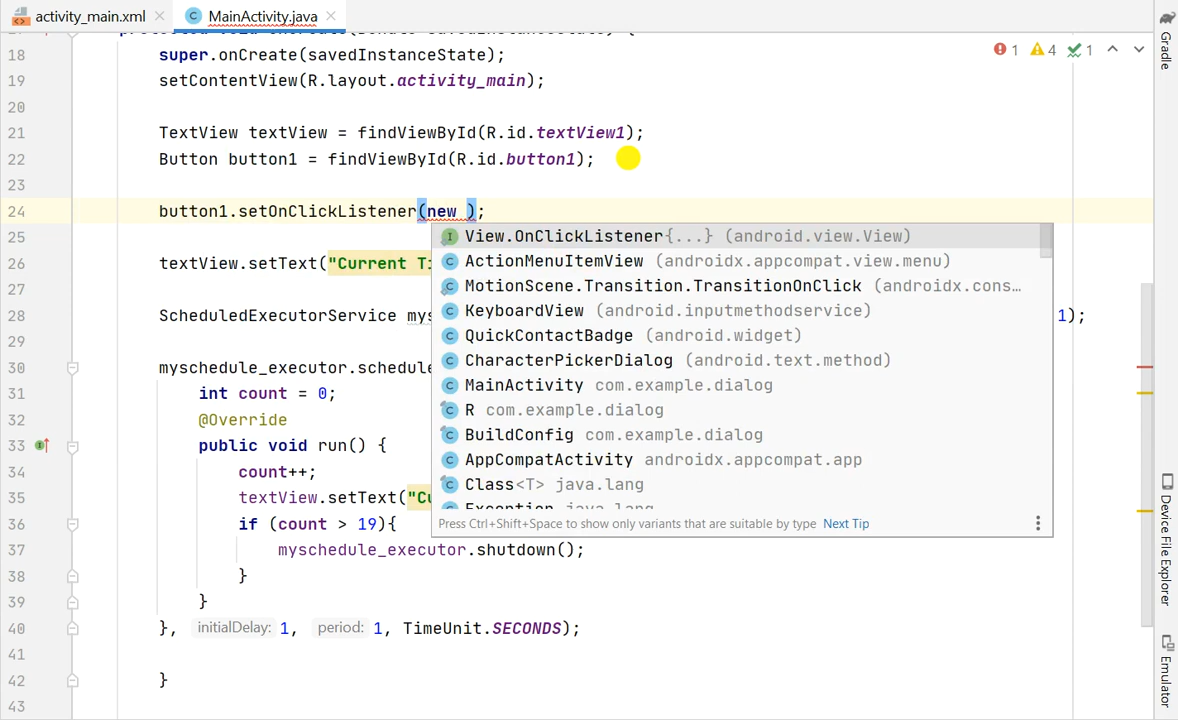 activity_main.xml
MainActivity.java
18 super.onCreate(savedInstanceState);
19 setContentView(R.layout.activity_main);
20
21 TextView textView = findViewById(R.id.textView1);
22 Button button1 = findViewById(R.id.button1);
23
24 button1.setOnClickListener(new );
25
26 textView.setText("Current Ti
27
28 ScheduledExecutorService mys 1);
29
30 myschedule_executor.schedule
31 int count = 0;
32 @Override
33 public void run() {
34 count++;
35 textView.setText("Cu
36 if (count > 19){
37 myschedule_executor.shutdown();
38 }
39 }
40 }, initialDelay: 1, period: 1, TimeUnit.SECONDS);
41
42 }
43
View.OnClickListener{...} (android.view.View)
ActionMenuItemView (androidx.appcompat.view.menu)
MotionScene.Transition.TransitionOnClick (androidx.cons…
KeyboardView (android.inputmethodservice)
QuickContactBadge (android.widget)
CharacterPickerDialog (android.text.method)
MainActivity com.example.dialog
R com.example.dialog
BuildConfig com.example.dialog
AppCompatActivity androidx.appcompat.app
Class<T> java.lang
Exception java.lang
Press Ctrl+Shift+Space to show only variants that are suitable by type Next Tip
1 4 1
Gradle
Device File Explorer
Emulator